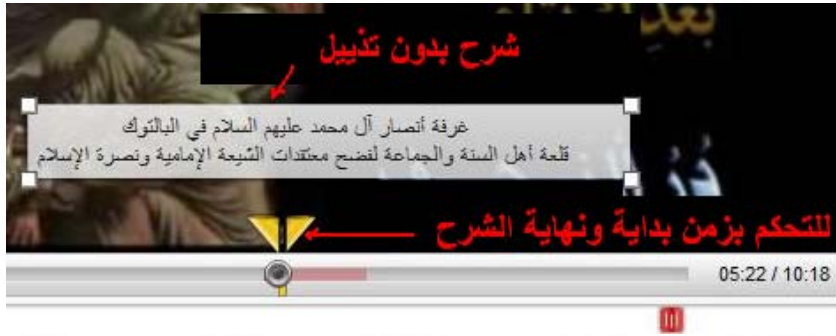 بعد
شرح بدون تذييل
غرفة أنصار آل محمد عليهم السلام في البالتوك
قلعة أهل السنة والجماعة لفضح معتقدات الشيعة الإمامية ونصرة الإسلام
للتحكم بزمن بداية ونهاية الشرح
05:22 / 10:18